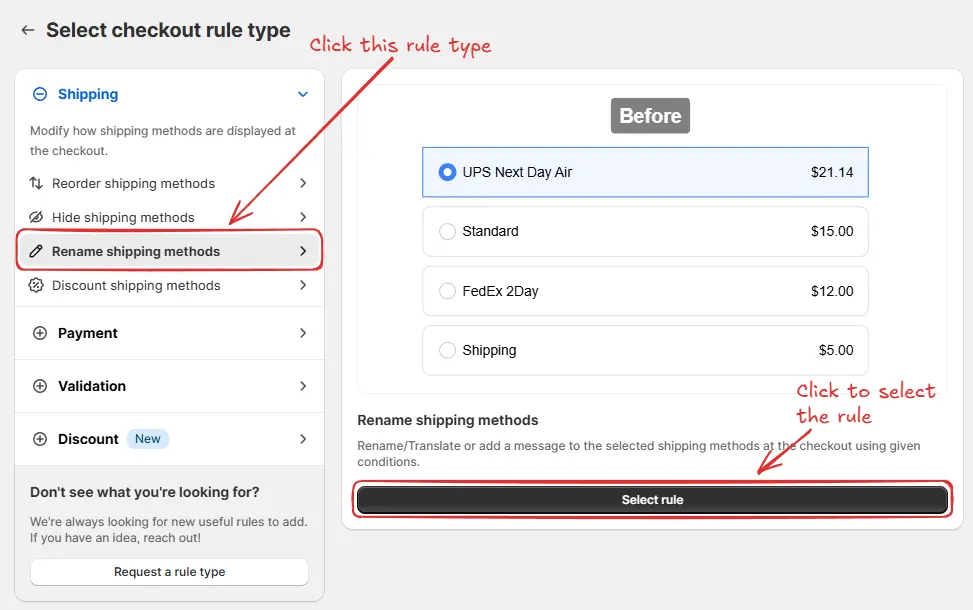 Select checkout rule type
Click this rule type
Shipping
Modify how shipping methods are displayed at
the checkout.
Reorder shipping methods
Hide shipping methods
Rename shipping methods
Discount shipping methods
Payment
Validation
Discount New
Don't see what you're looking for?
We're always looking for new useful rules to add.
If you have an idea, reach out!
Request a rule type
Before
UPS Next Day Air $21.14
Standard $15.00
FedEx 2Day $12.00
Shipping $5.00
Click to select
the rule
Rename shipping methods
Rename/Translate or add a message to the selected shipping methods at the checkout using given
conditions.
Select rule